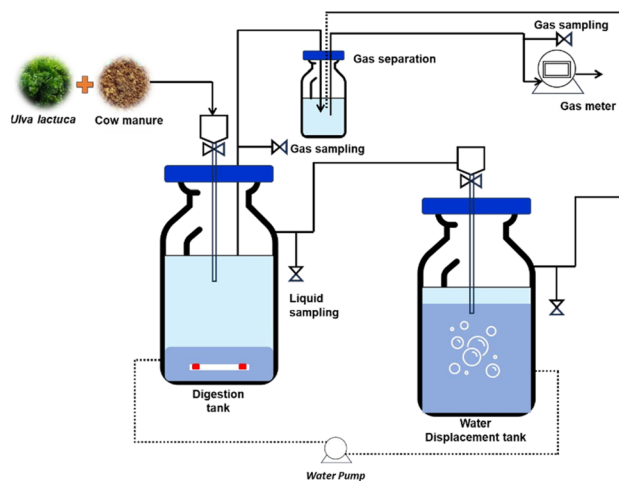 Gas sampling
Gas separation
Gas meter
Ulva lactuca
Cow manure
Gas sampling
Liquid
sampling
Digestion
tank
Water
Displacement tank
Water Pump